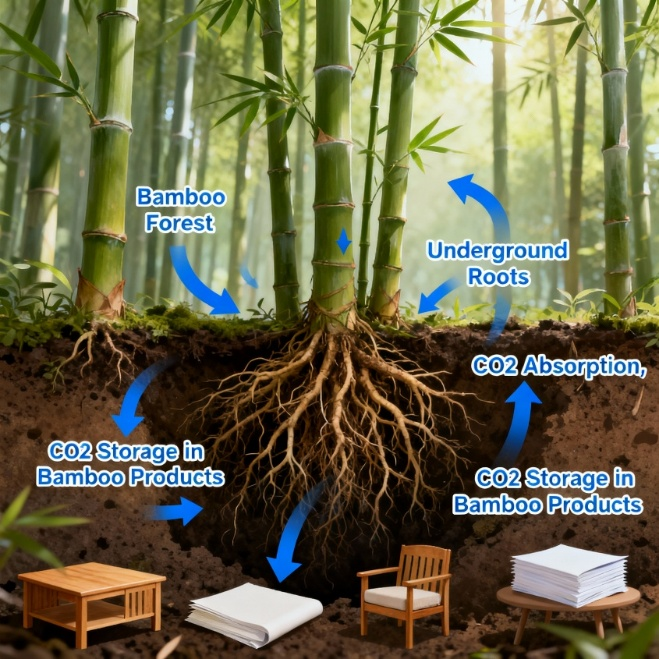 Bamboo
Forest
Underground
Roots
CO2 Absorption,
CO2 Storage in
Bamboo Products
CO2 Storage in
Bamboo Products